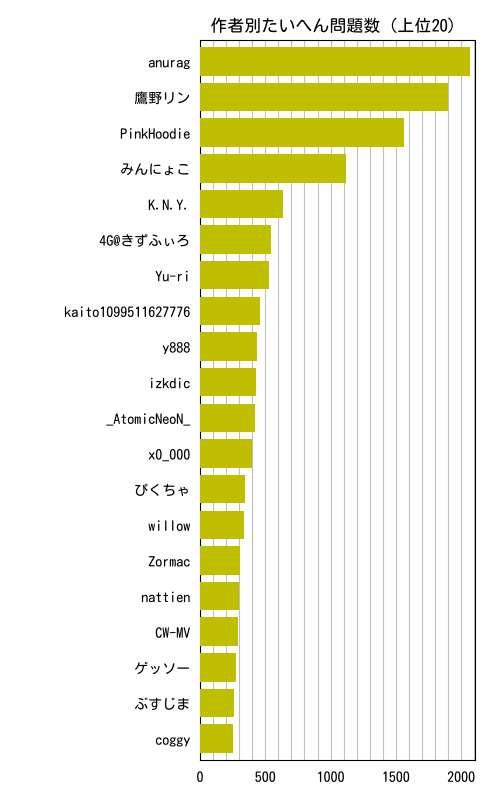 作者別たいへん問題数 (上位20)
anurag
鷹野リン
PinkHoodie
みんにょこ
K.N.Y.
4G@きずふぃろ
Yu-ri
kaito1099511627776
y888
izkdic
_AtomicNeoN_
x0_000
びくちゃ
willow
Zormac
nattien
CW-MV
ゲッソー
ぶすじま
coggy
0 500 1000 1500 2000